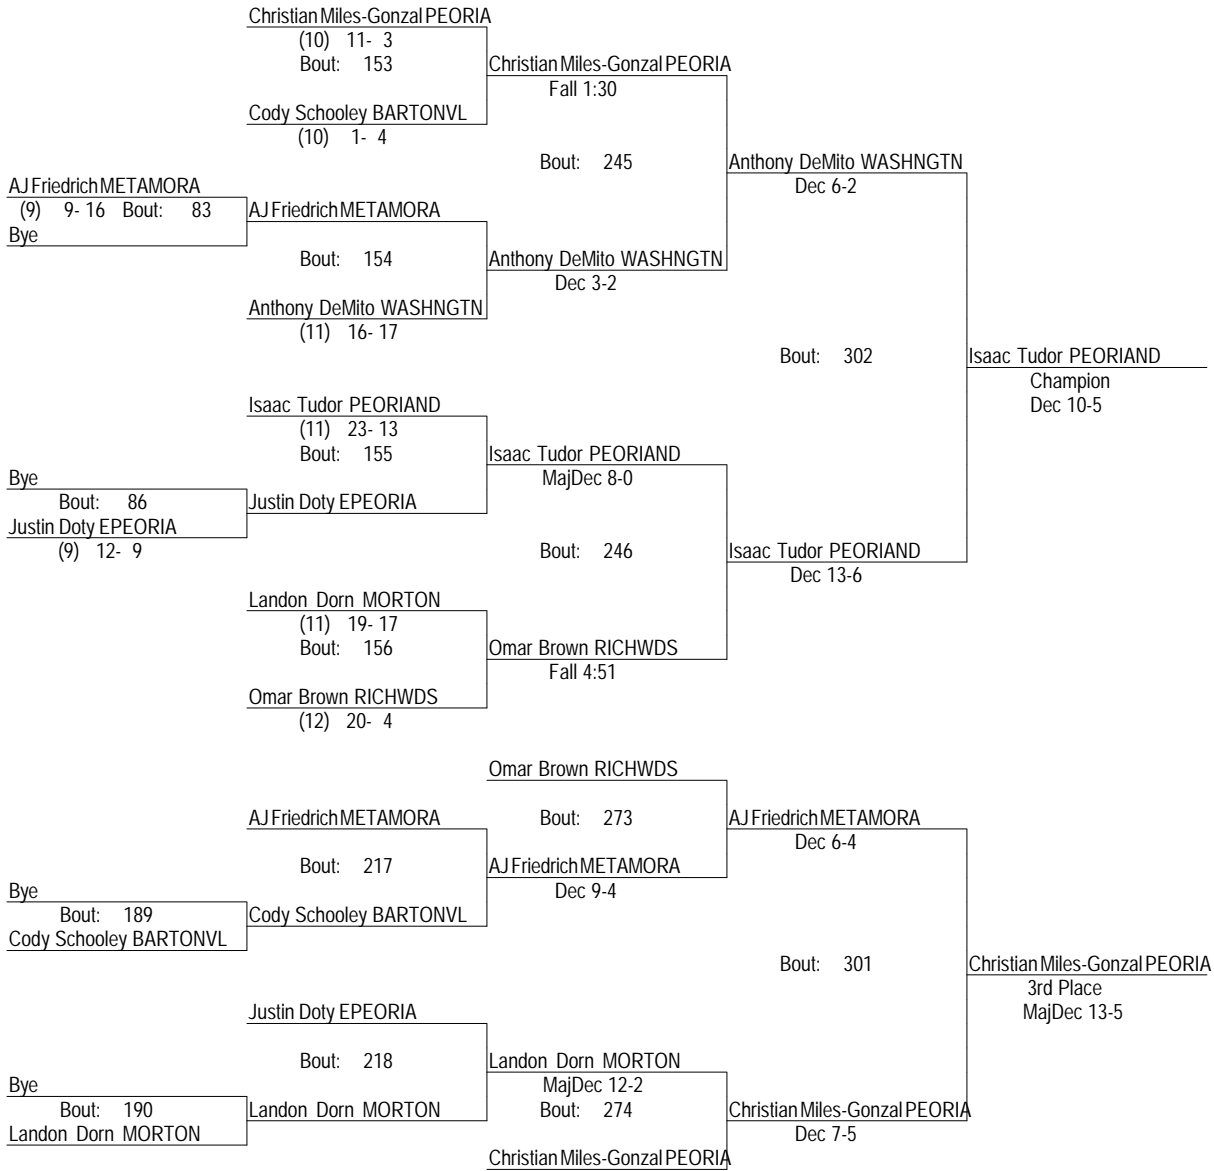 Christian Miles-Gonzal PEORIA
(10) 11- 3
Bout: 153
Christian Miles-Gonzal PEORIA
Fall 1:30
Cody Schooley BARTONVL
(10) 1- 4
Bout: 245
Anthony DeMito WASHNGTN
Dec 6-2
AJ Friedrich METAMORA
(9) 9- 16 Bout: 83
AJ Friedrich METAMORA
Bye
Bout: 154
Anthony DeMito WASHNGTN
Dec 3-2
Anthony DeMito WASHNGTN
(11) 16- 17
Bout: 302
Isaac Tudor PEORIAND
Champion
Dec 10-5
Isaac Tudor PEORIAND
(11) 23- 13
Bout: 155
Isaac Tudor PEORIAND
MajDec 8-0
Bye
Bout: 86
Justin Doty EPEORIA
Justin Doty EPEORIA
(9) 12- 9
Bout: 246
Isaac Tudor PEORIAND
Dec 13-6
Landon Dorn MORTON
(11) 19- 17
Bout: 156
Omar Brown RICHWDS
Fall 4:51
Omar Brown RICHWDS
(12) 20- 4
Omar Brown RICHWDS
AJ Friedrich METAMORA
Bout: 273
AJ Friedrich METAMORA
Dec 6-4
Bout: 217
AJ Friedrich METAMORA
Dec 9-4
Bye
Bout: 189
Cody Schooley BARTONVL
Cody Schooley BARTONVL
Bout: 301
Christian Miles-Gonzal PEORIA
3rd Place
MajDec 13-5
Justin Doty EPEORIA
Bout: 218
Landon Dorn MORTON
MajDec 12-2
Bye
Bout: 190
Landon Dorn MORTON
Bout: 274
Christian Miles-Gonzal PEORIA
Dec 7-5
Landon Dorn MORTON
Christian Miles-Gonzal PEORIA